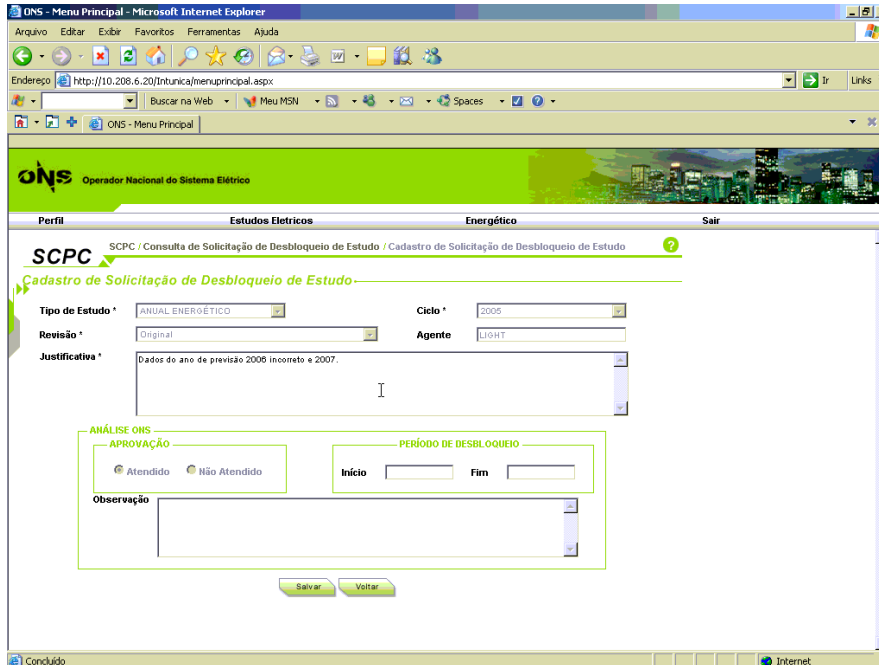 ONS - Menu Principal - Microsoft Internet Explorer
Arquivo Editar Exibir Favoritos Ferramentas Ajuda
Endereço http://10.208.6.20/Intunica/menuprincipal.aspx Ir Links
Buscar na Web Meu MSN Spaces
ONS - Menu Principal
ONS Operador Nacional do Sistema Elétrico
Perfil Estudos Eletricos Energético Sair
SCPC SCPC / Consulta de Solicitação de Desbloqueio de Estudo / Cadastro de Solicitação de Desbloqueio de Estudo ?
Cadastro de Solicitação de Desbloqueio de Estudo
Tipo de Estudo * ANUAL ENERGÉTICO Ciclo * 2005
Revisão * Original Agente LIGHT
Justificativa * Dados do ano de previsão 2006 incorreto e 2007.
ANÁLISE ONS
APROVAÇÃO PERÍODO DE DESBLOQUEIO
Atendido Não Atendido Início Fim
Observação
Salvar Voltar
Concluído Internet